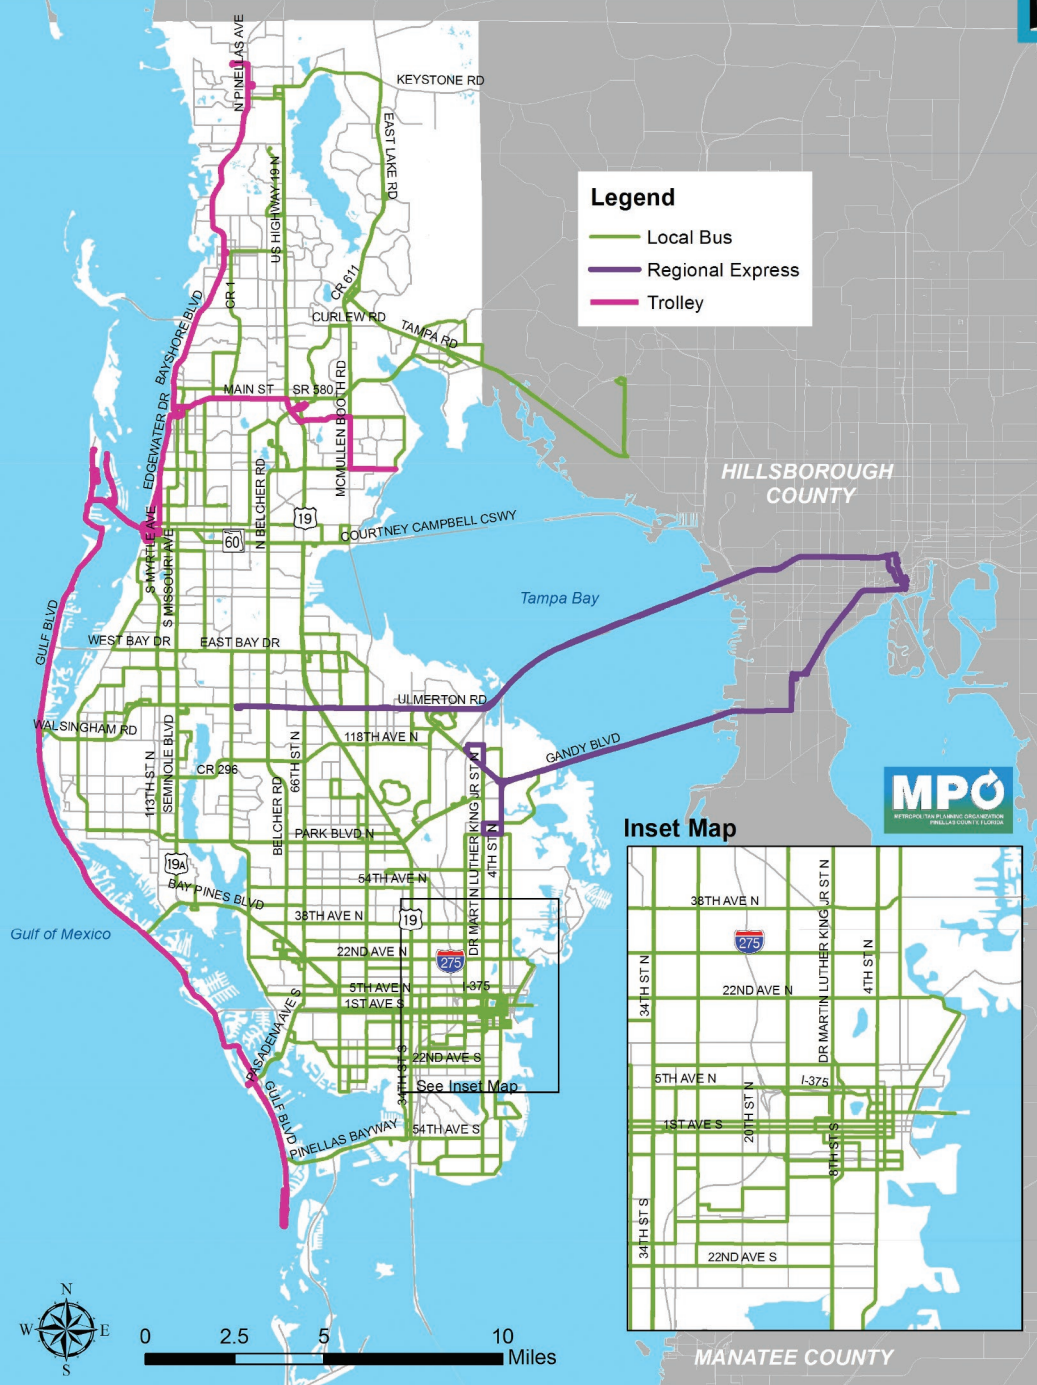 N PINELLAS AVE
KEYSTONE RD
EAST LAKE RD
US HIGHWAY 19 N
CR 1
CR 611
CURLEW RD
TAMPA RD
BAYSHORE BLVD
MAIN ST
SR 580
EDGEWATER DR
MCMULLEN BOOTH RD
N BELCHER RD
19
60
COURTNEY CAMPBELL CSWY
S MYRTLE AVE
S MISSOURI AVE
Legend
Local Bus
Regional Express
Trolley
HILLSBOROUGH
COUNTY
Tampa Bay
GULF BLVD
WEST BAY DR
EAST BAY DR
ULMERTON RD
WALSINGHAM RD
118TH AVE N
GANDY BLVD
113TH ST N
SEMINOLE BLVD
CR 296
66TH ST N
BELCHER RD
PARK BLVD N
DR MARTIN LUTHER KING JR ST N
4TH ST N
19A
54TH AVE N
BAY PINES BLVD
38TH AVE N
19
Gulf of Mexico
22ND AVE N
275
5TH AVE N
I-375
1ST AVE S
PASADENA AVE S
22ND AVE S
34TH ST S
See Inset Map
GULF BLVD
PINELLAS BAYWAY
54TH AVE S
MPO
METROPOLITAN PLANNING ORGANIZATION
PINELLAS COUNTY, FLORIDA
Inset Map
38TH AVE N
275
DR MARTIN LUTHER KING JR ST N
34TH ST N
4TH ST N
22ND AVE N
5TH AVE N
I-375
20TH ST N
1ST AVE S
8TH ST S
34TH ST S
22ND AVE S
MANATEE COUNTY
N
W E
S
0 2.5 5 10
Miles